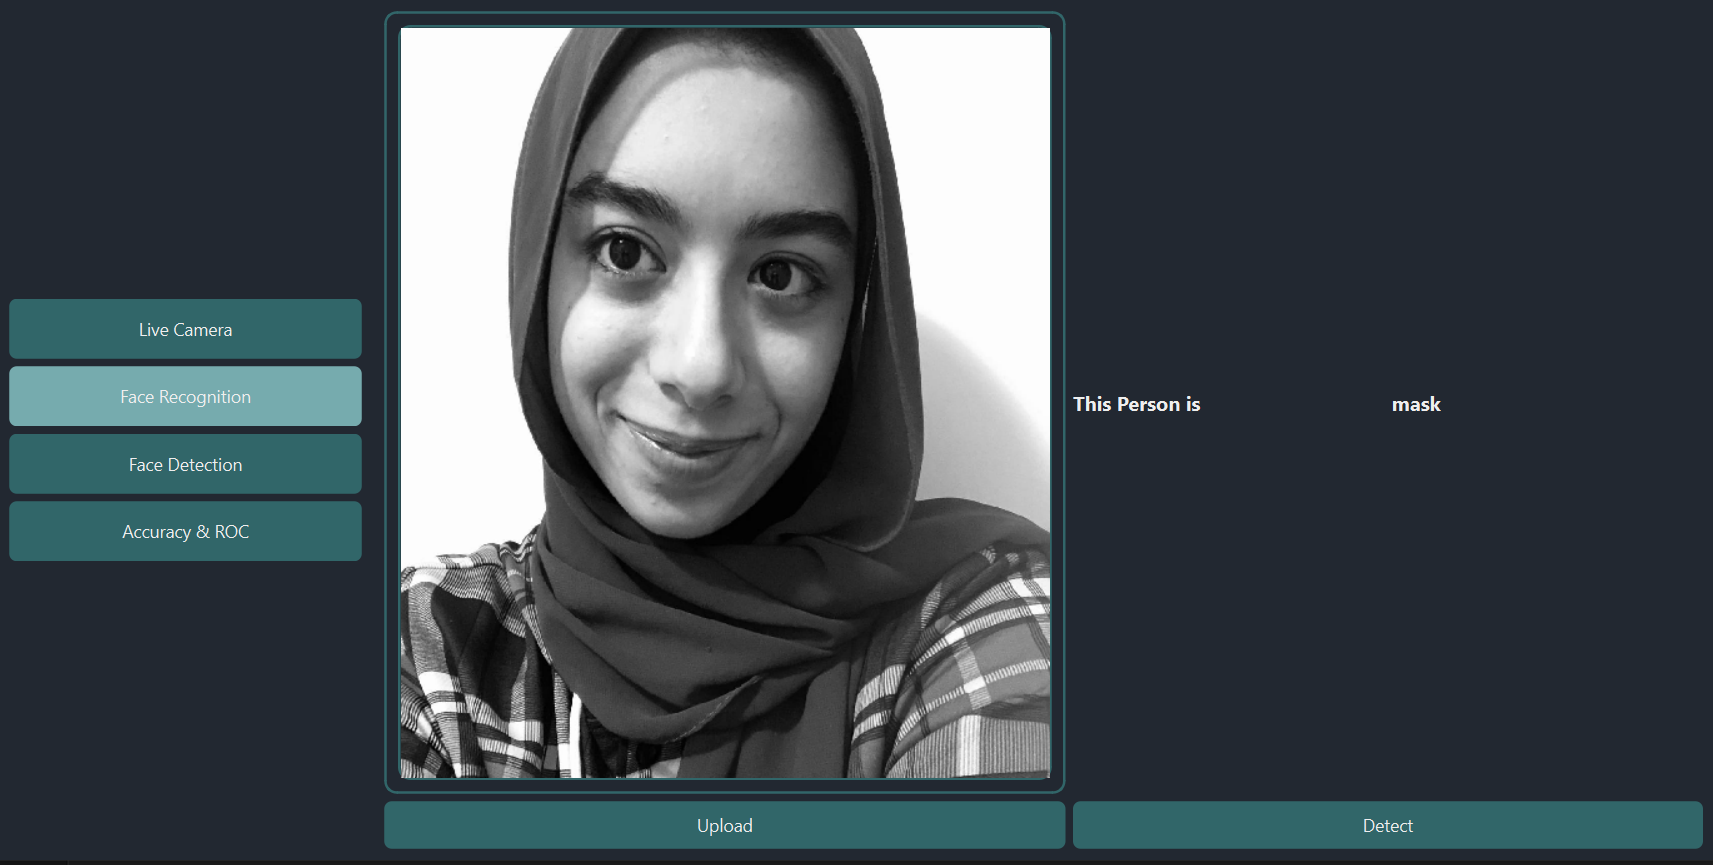 Live Camera
Face Recognition
Face Detection
Accuracy & ROC
This Person is mask
Upload
Detect